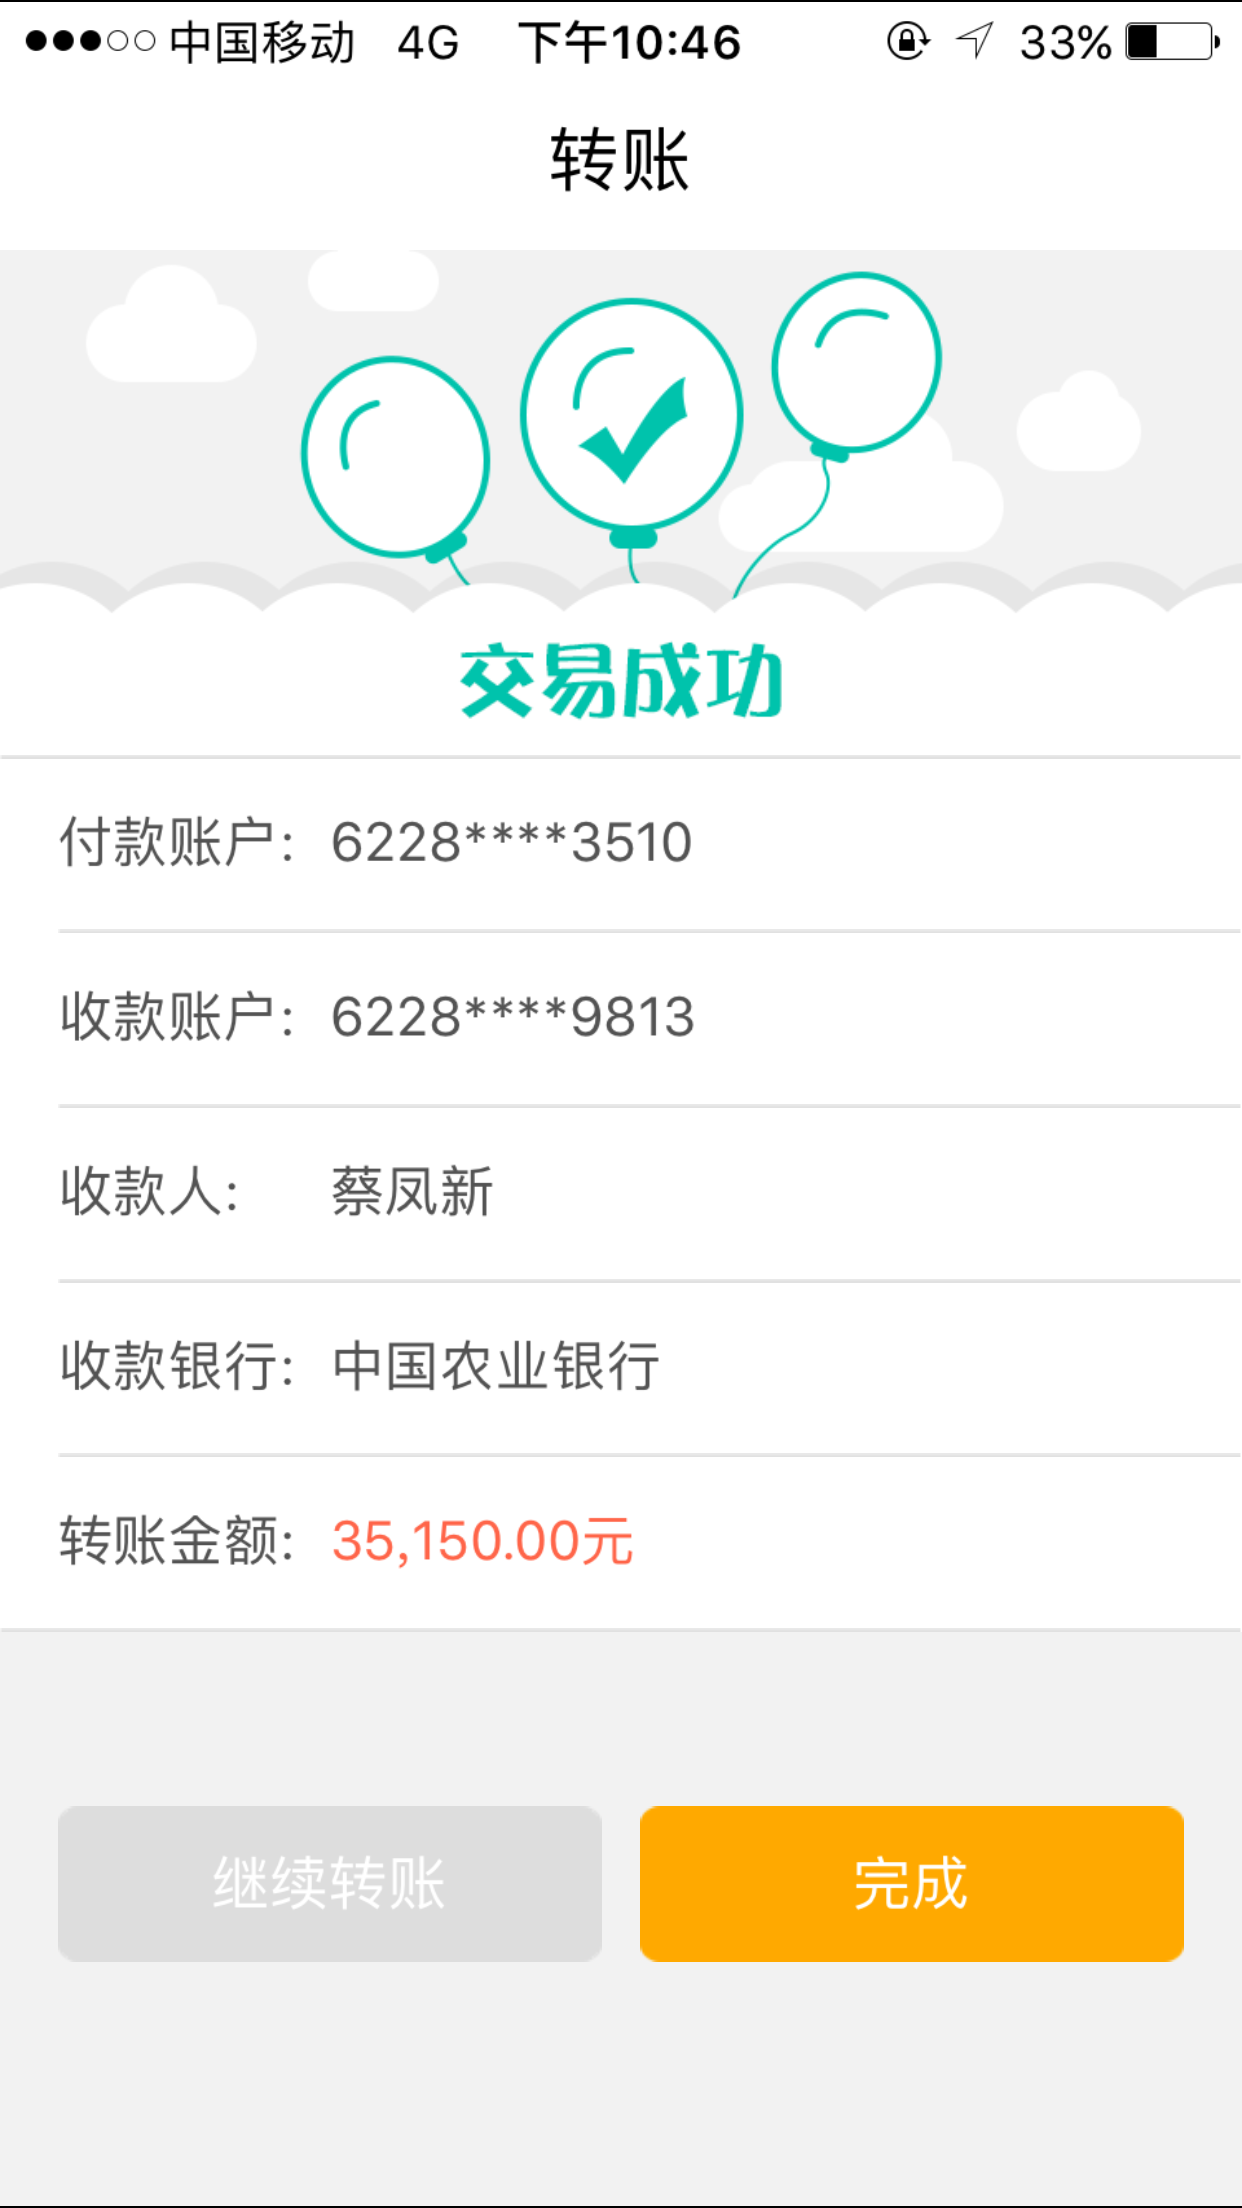 中国移动 4G 下午10:46 33%
转账
交易成功
付款账户: 6228****3510
收款账户: 6228****9813
收款人: 蔡凤新
收款银行: 中国农业银行
转账金额: 35,150.00元
继续转账 完成